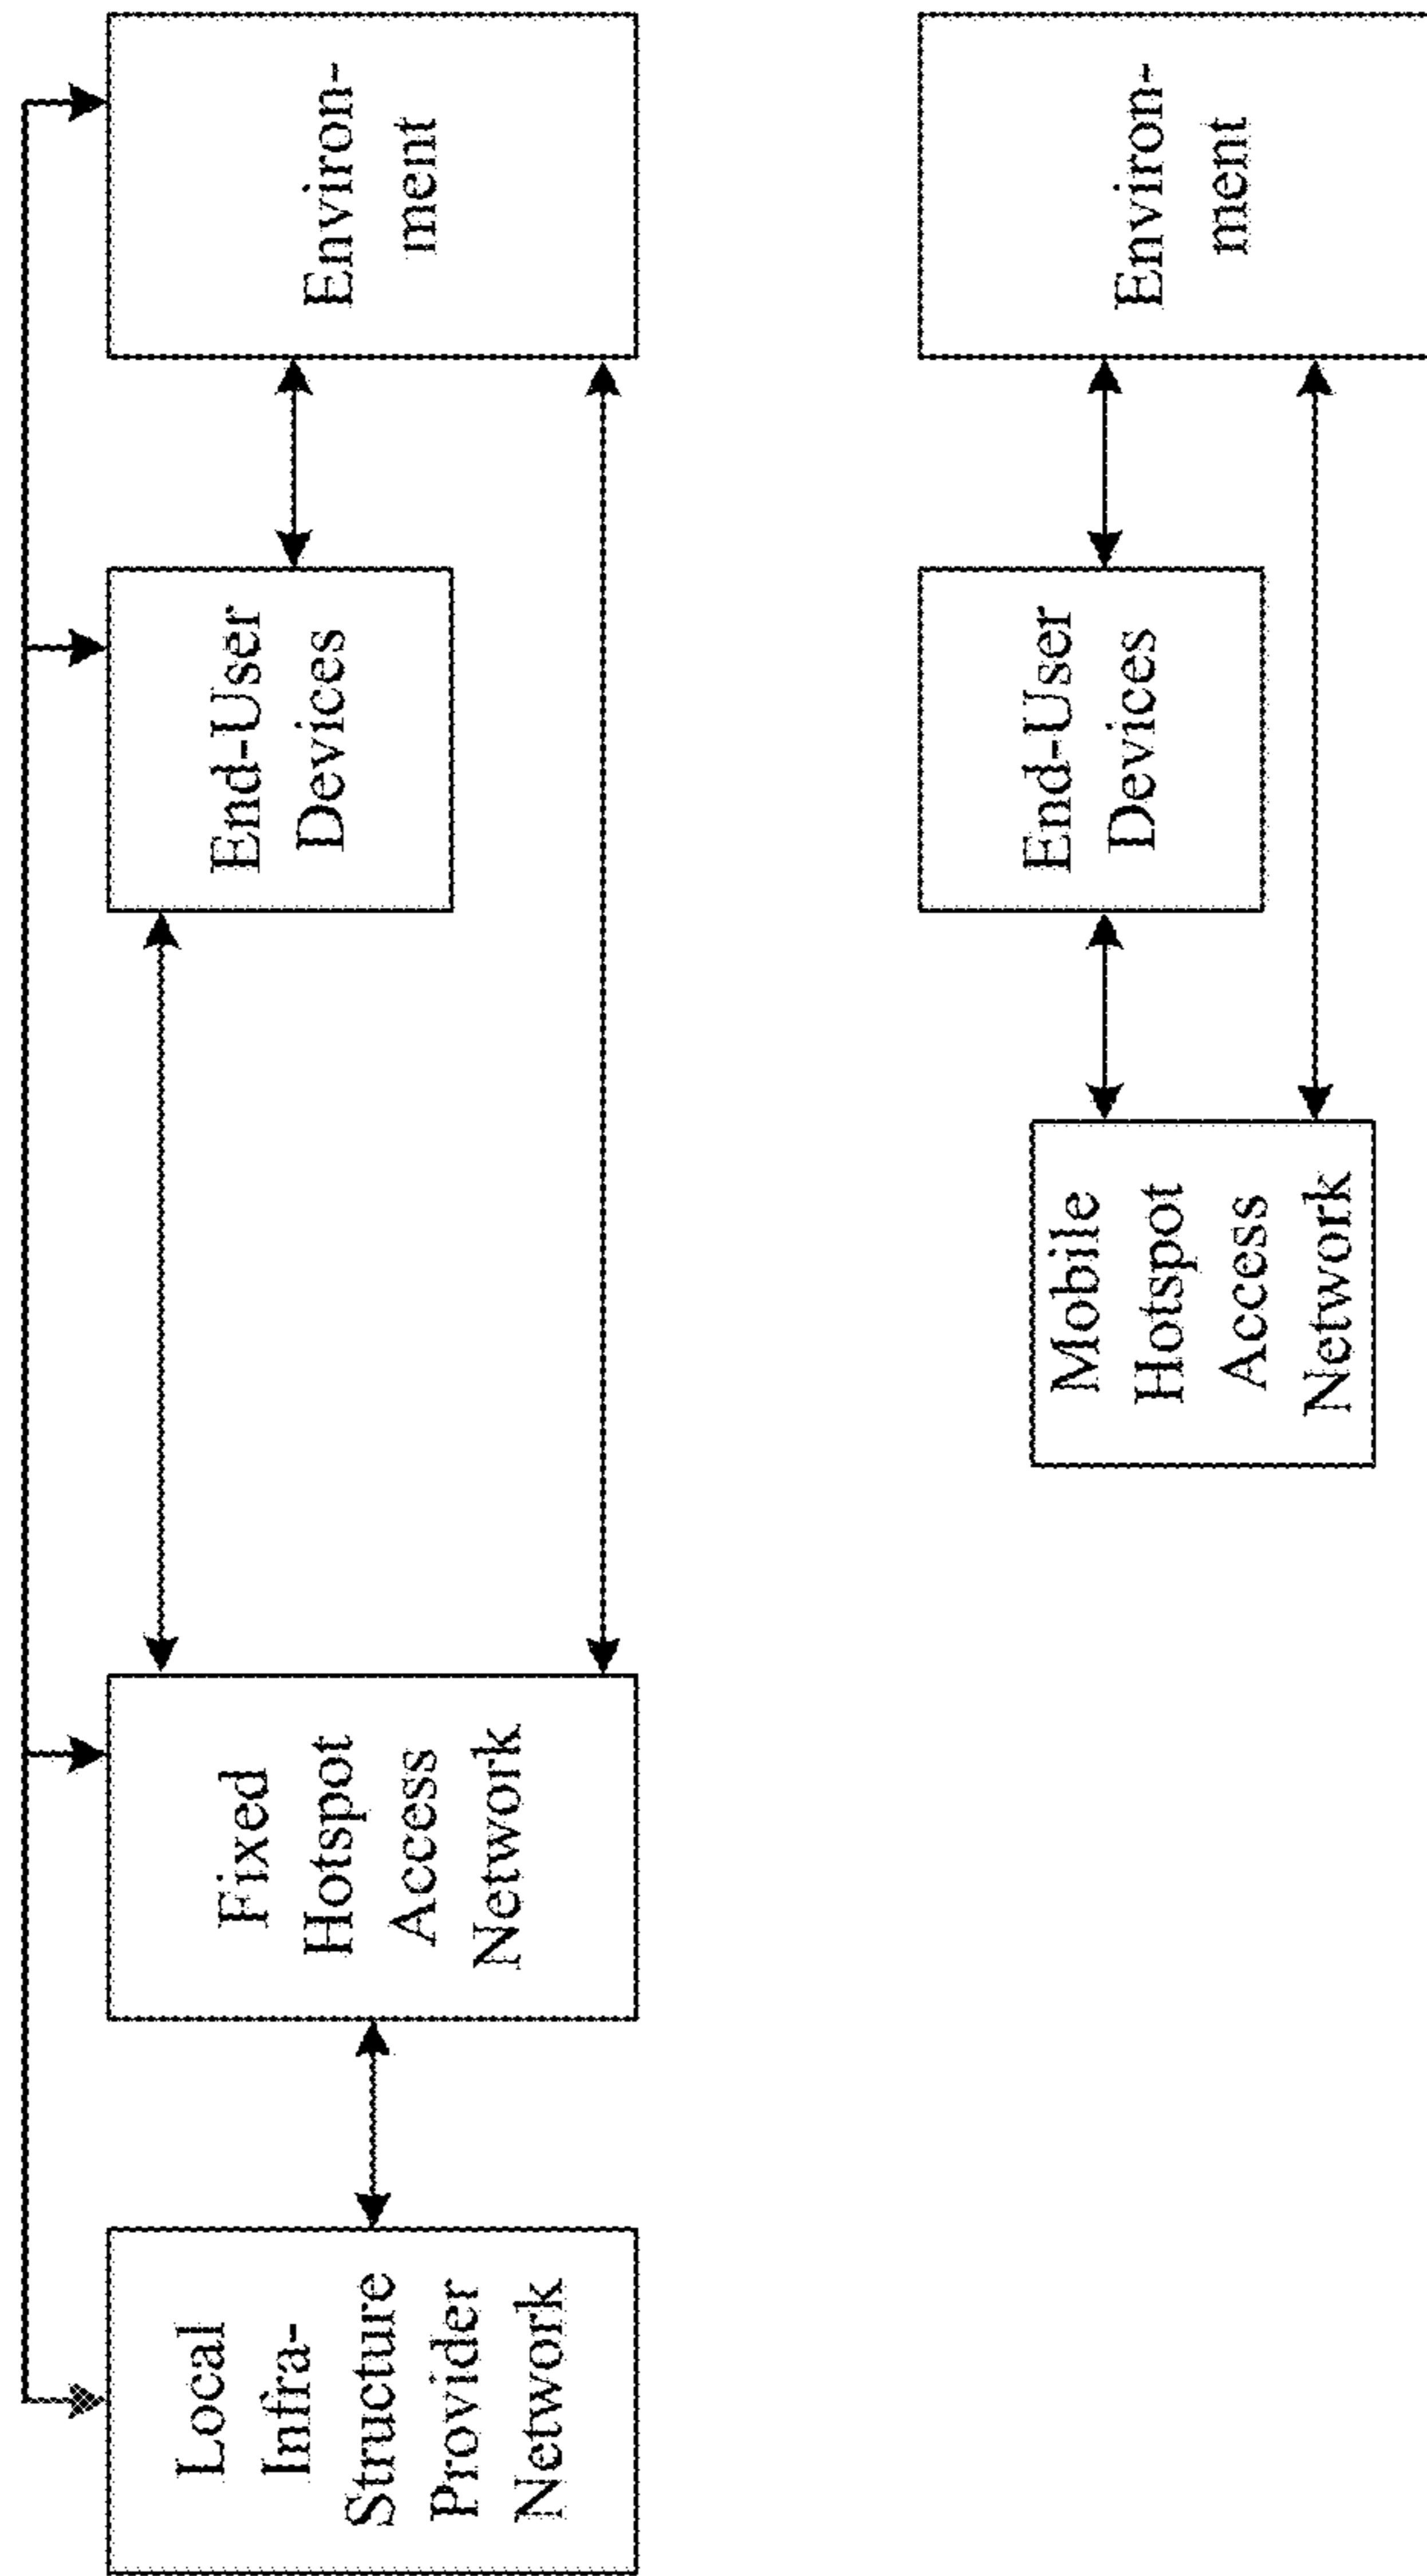 Local
Infra-
Structure
Provider
Network
Fixed
Hotspot
Access
Network
End-User
Devices
Environ-
ment
Mobile
Hotspot
Access
Network
End-User
Devices
Environ-
ment